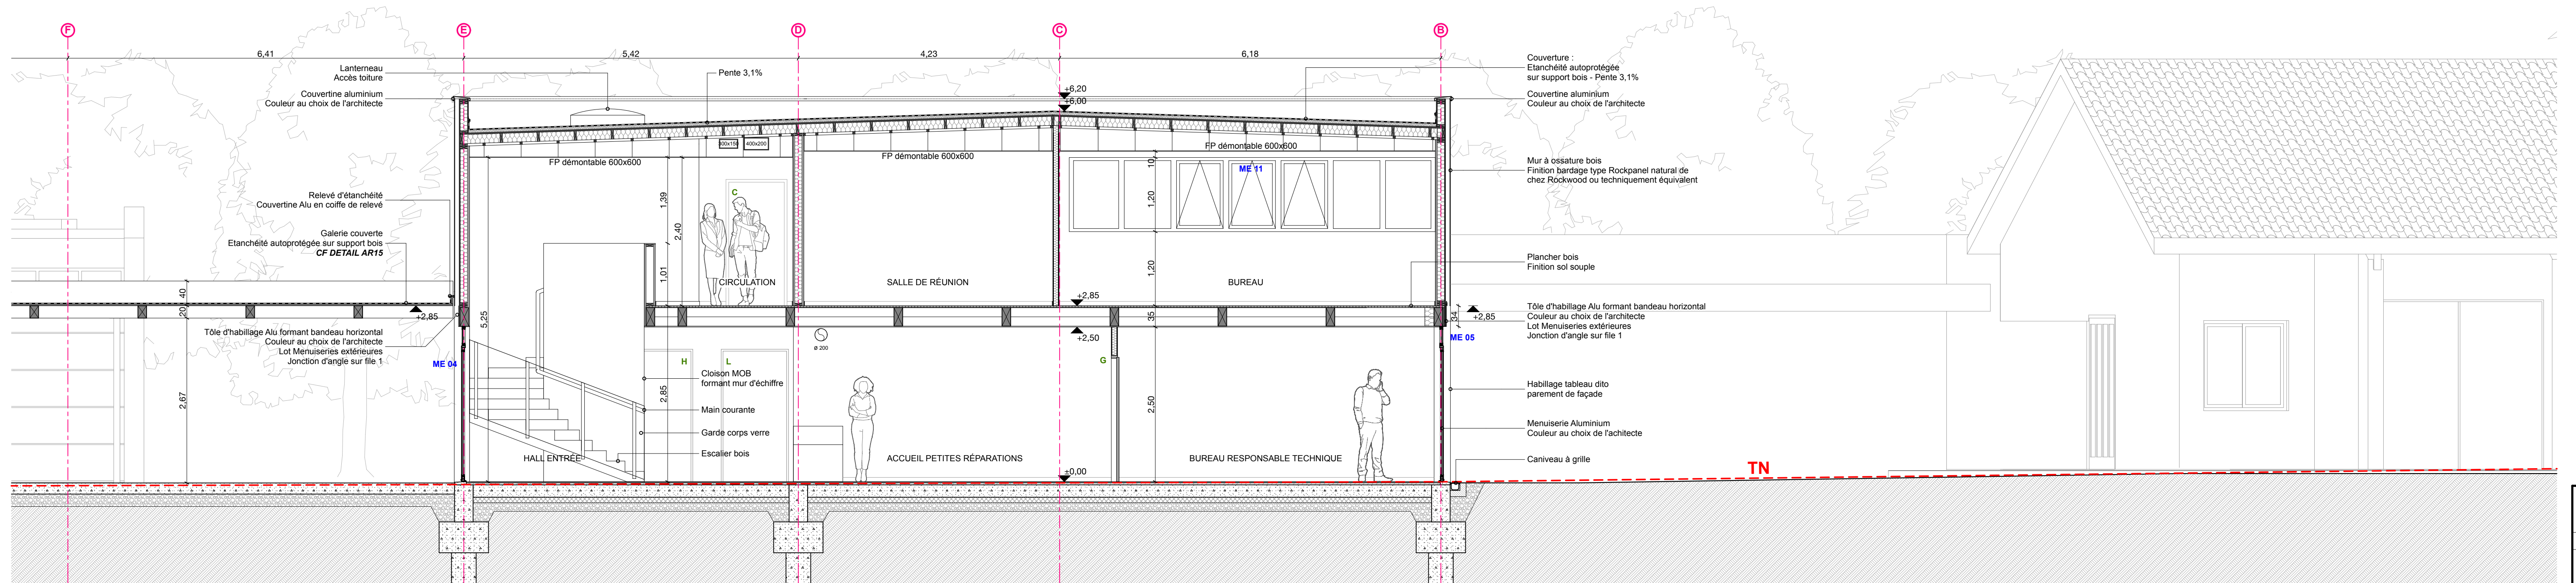 F
E
D
C
B
6,41
5,42
4,23
6,18
Lanterneau
Accès toiture
Couvertine aluminium
Couleur au choix de l'architecte
Pente 3,1%
+6,20
+6,00
Couverture :
Etanchéité autoprotégée
sur support bois - Pente 3,1%
Couvertine aluminium
Couleur au choix de l'architecte
300x150
400x200
FP démontable 600x600
FP démontable 600x600
FP démontable 600x600
Mur à ossature bois
Finition bardage type Rockpanel natural de
chez Rockwood ou techniquement équivalent
ME 11
10
1,20
1,20
C
1,39
2,40
1,01
Relevé d'étanchéité
Couvertine Alu en coiffe de relevé
Galerie couverte
Etanchéité autoprotégée sur support bois
CF DETAIL AR15
CIRCULATION
SALLE DE RÉUNION
BUREAU
Plancher bois
Finition sol souple
40
20
+2,85
5,25
+2,85
35
34
+2,85
+2,50
Tôle d'habillage Alu formant bandeau horizontal
Couleur au choix de l'architecte
Lot Menuiseries extérieures
Jonction d'angle sur file 1
Tôle d'habillage Alu formant bandeau horizontal
Couleur au choix de l'architecte
Lot Menuiseries extérieures
Jonction d'angle sur file 1
ME 04
ME 05
Ø 200
H
L
G
2,67
2,85
2,50
Cloison MOB
formant mur d'échiffre
Main courante
Garde corps verre
Escalier bois
Habillage tableau dito
parement de façade
Menuiserie Aluminium
Couleur au choix de l'achitecte
Caniveau à grille
HALL ENTRÉE
ACCUEIL PETITES RÉPARATIONS
BUREAU RESPONSABLE TECHNIQUE
±0,00
TN